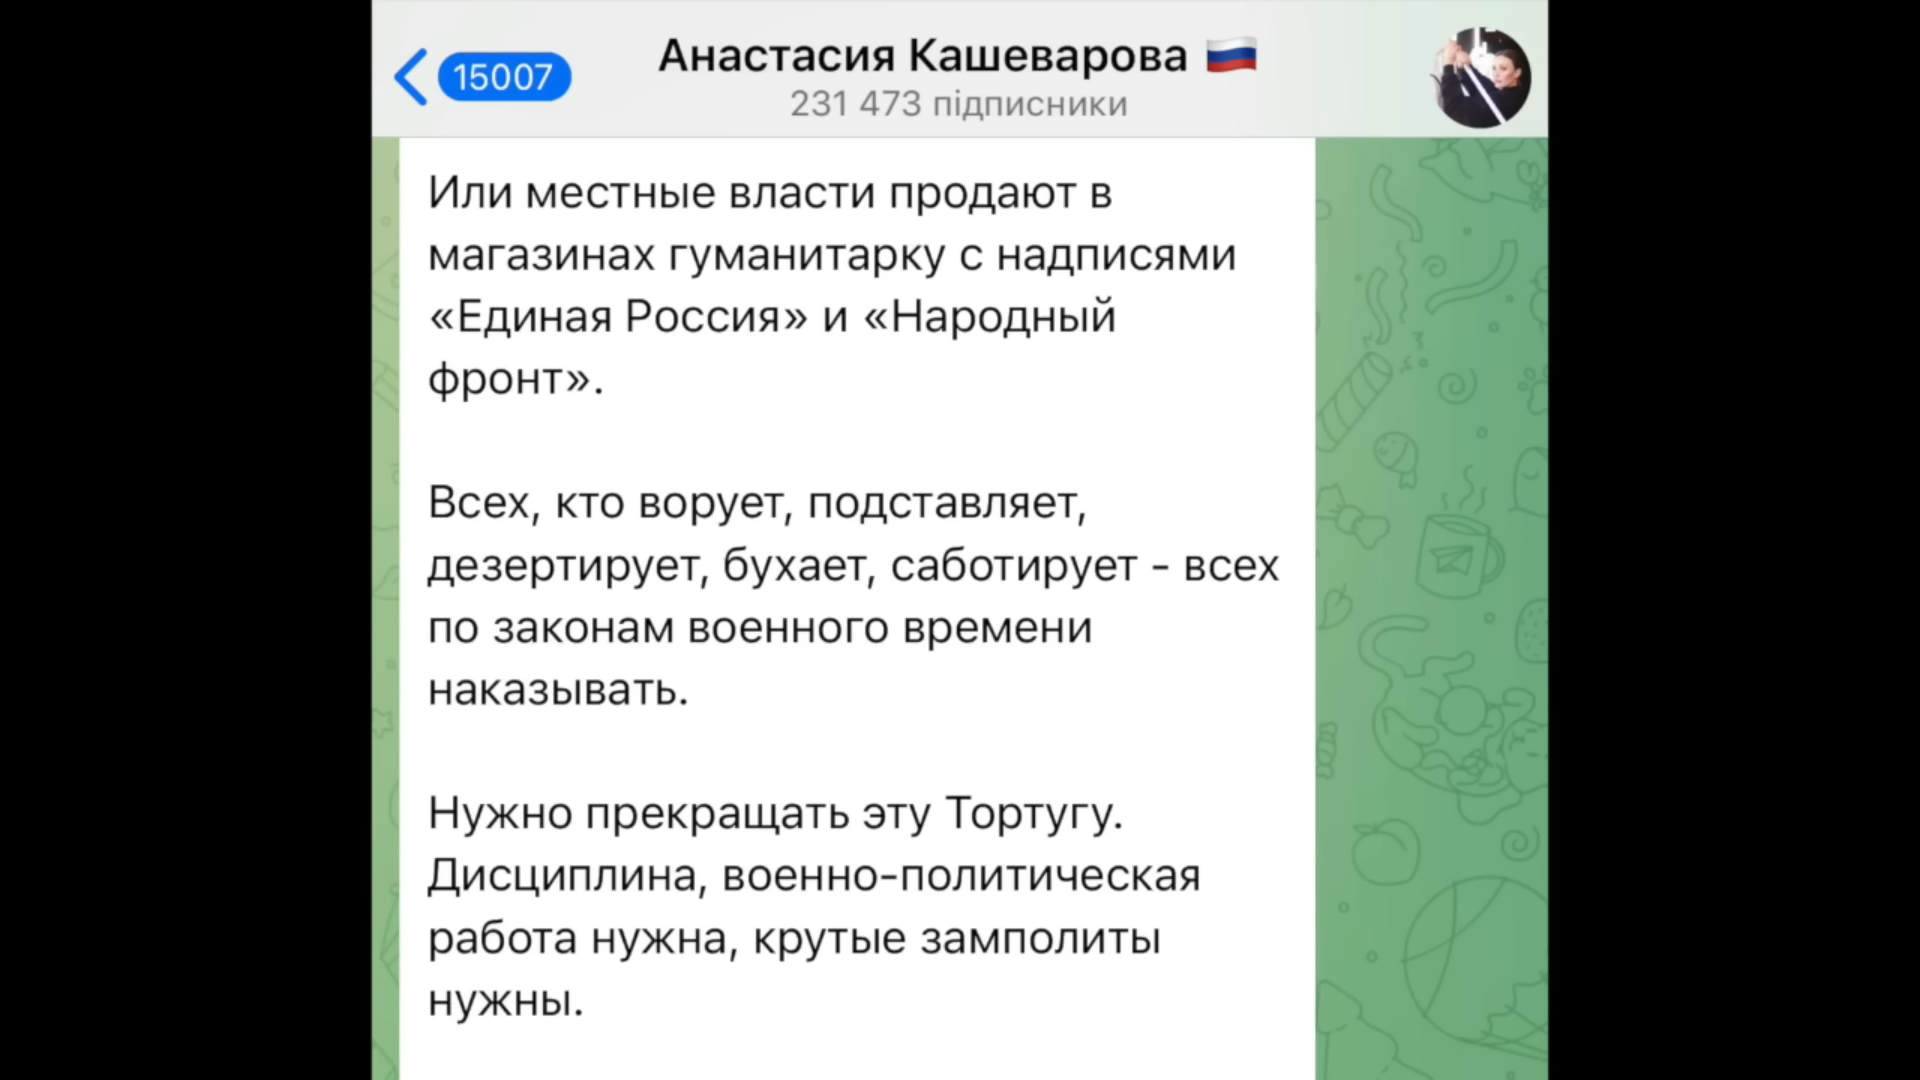 15007
Анастасия Кашеварова 🇷🇺
231 473 підписники
Или местные власти продают в
магазинах гуманитарку с надписями
«Единая Россия» и «Народный
фронт».
Всех, кто ворует, подставляет,
дезертирует, бухает, саботирует - всех
по законам военного времени
наказывать.
Нужно прекращать эту Тортугу.
Дисциплина, военно-политическая
работа нужна, крутые замполиты
нужны.